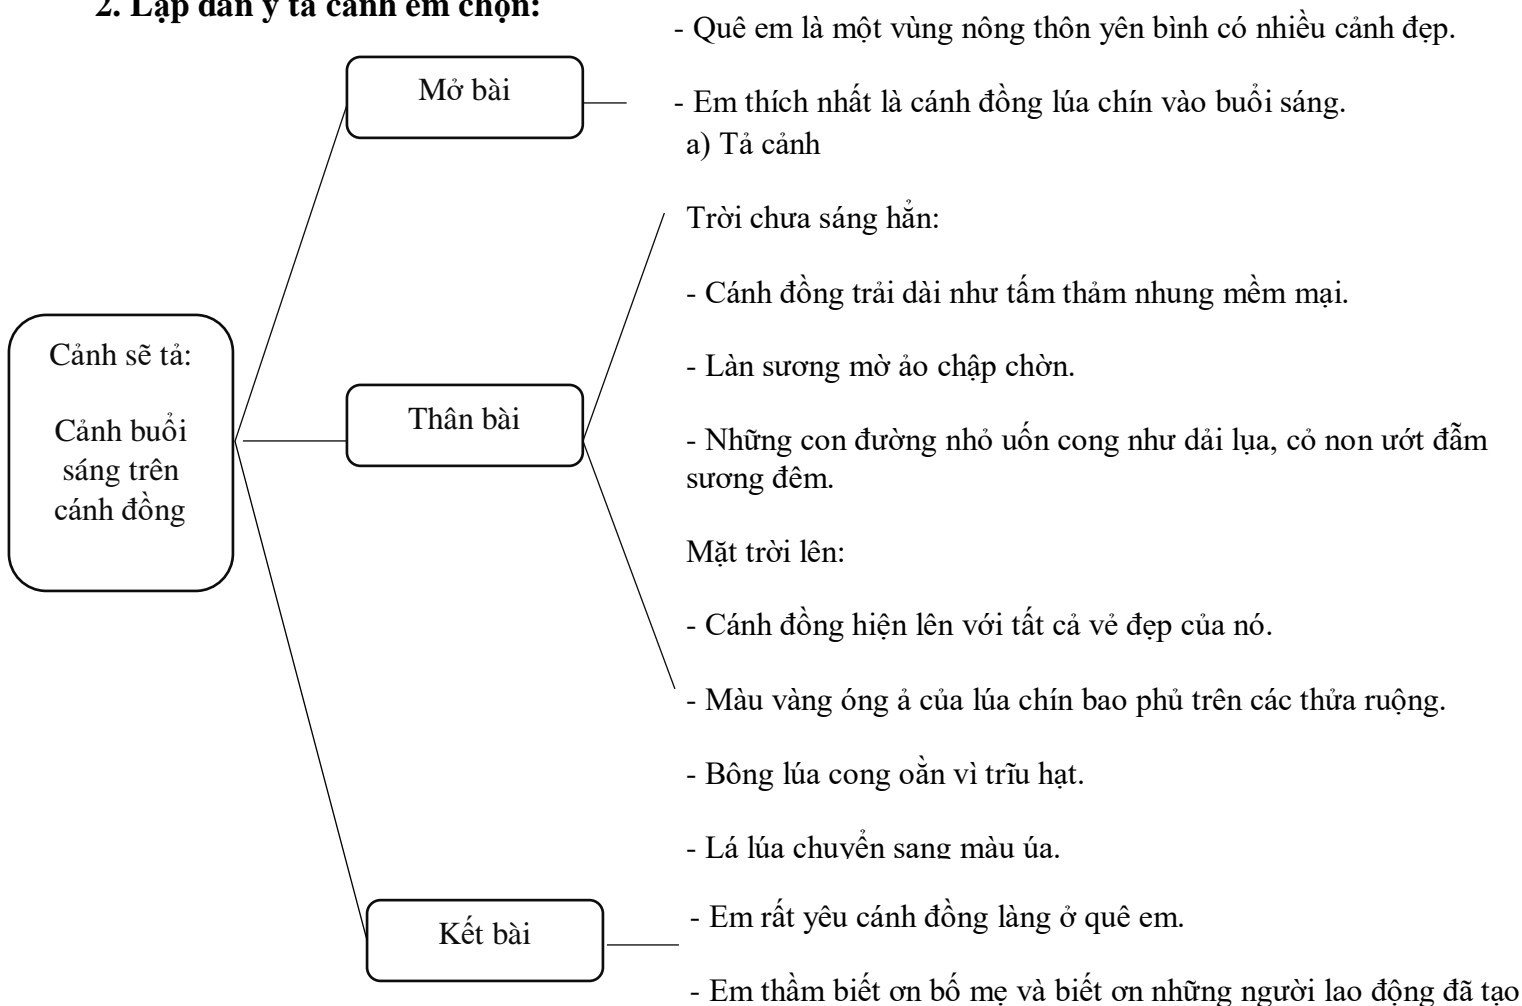 2. Lập dàn ý tả cảnh em chọn:
Cảnh sẽ tả:
Cảnh buổi
sáng trên
cánh đồng
Mở bài
- Quê em là một vùng nông thôn yên bình có nhiều cảnh đẹp.
- Em thích nhất là cánh đồng lúa chín vào buổi sáng.
Thân bài
a) Tả cảnh
Trời chưa sáng hẳn:
- Cánh đồng trải dài như tấm thảm nhung mềm mại.
- Làn sương mờ ảo chập chờn.
- Những con đường nhỏ uốn cong như dải lụa, cỏ non ướt đẫm
sương đêm.
Mặt trời lên:
- Cánh đồng hiện lên với tất cả vẻ đẹp của nó.
- Màu vàng óng ả của lúa chín bao phủ trên các thửa ruộng.
- Bông lúa cong oằn vì trĩu hạt.
- Lá lúa chuyển sang màu úa.
Kết bài
- Em rất yêu cánh đồng làng ở quê em.
- Em thầm biết ơn bố mẹ và biết ơn những người lao động đã tạo